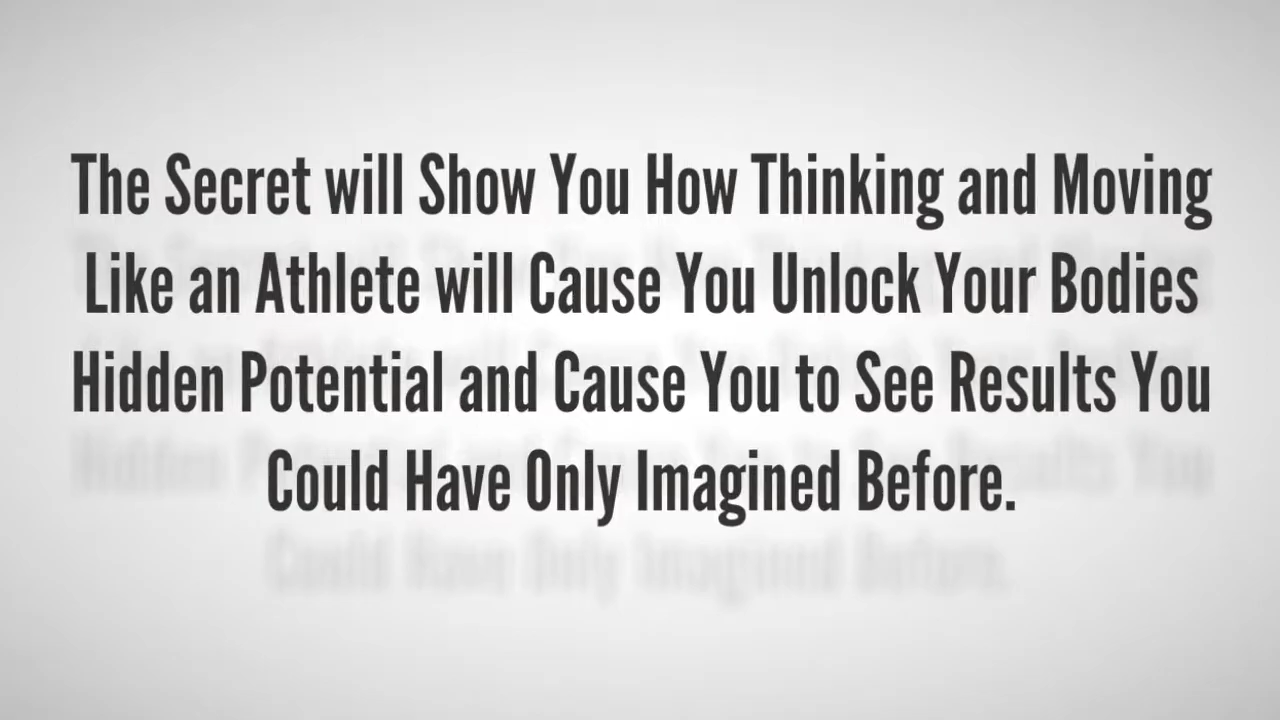 The Secret will Show You How Thinking and Moving
Like an Athlete will Cause You Unlock Your Bodies
Hidden Potential and Cause You to See Results You
Could Have Only Imagined Before.